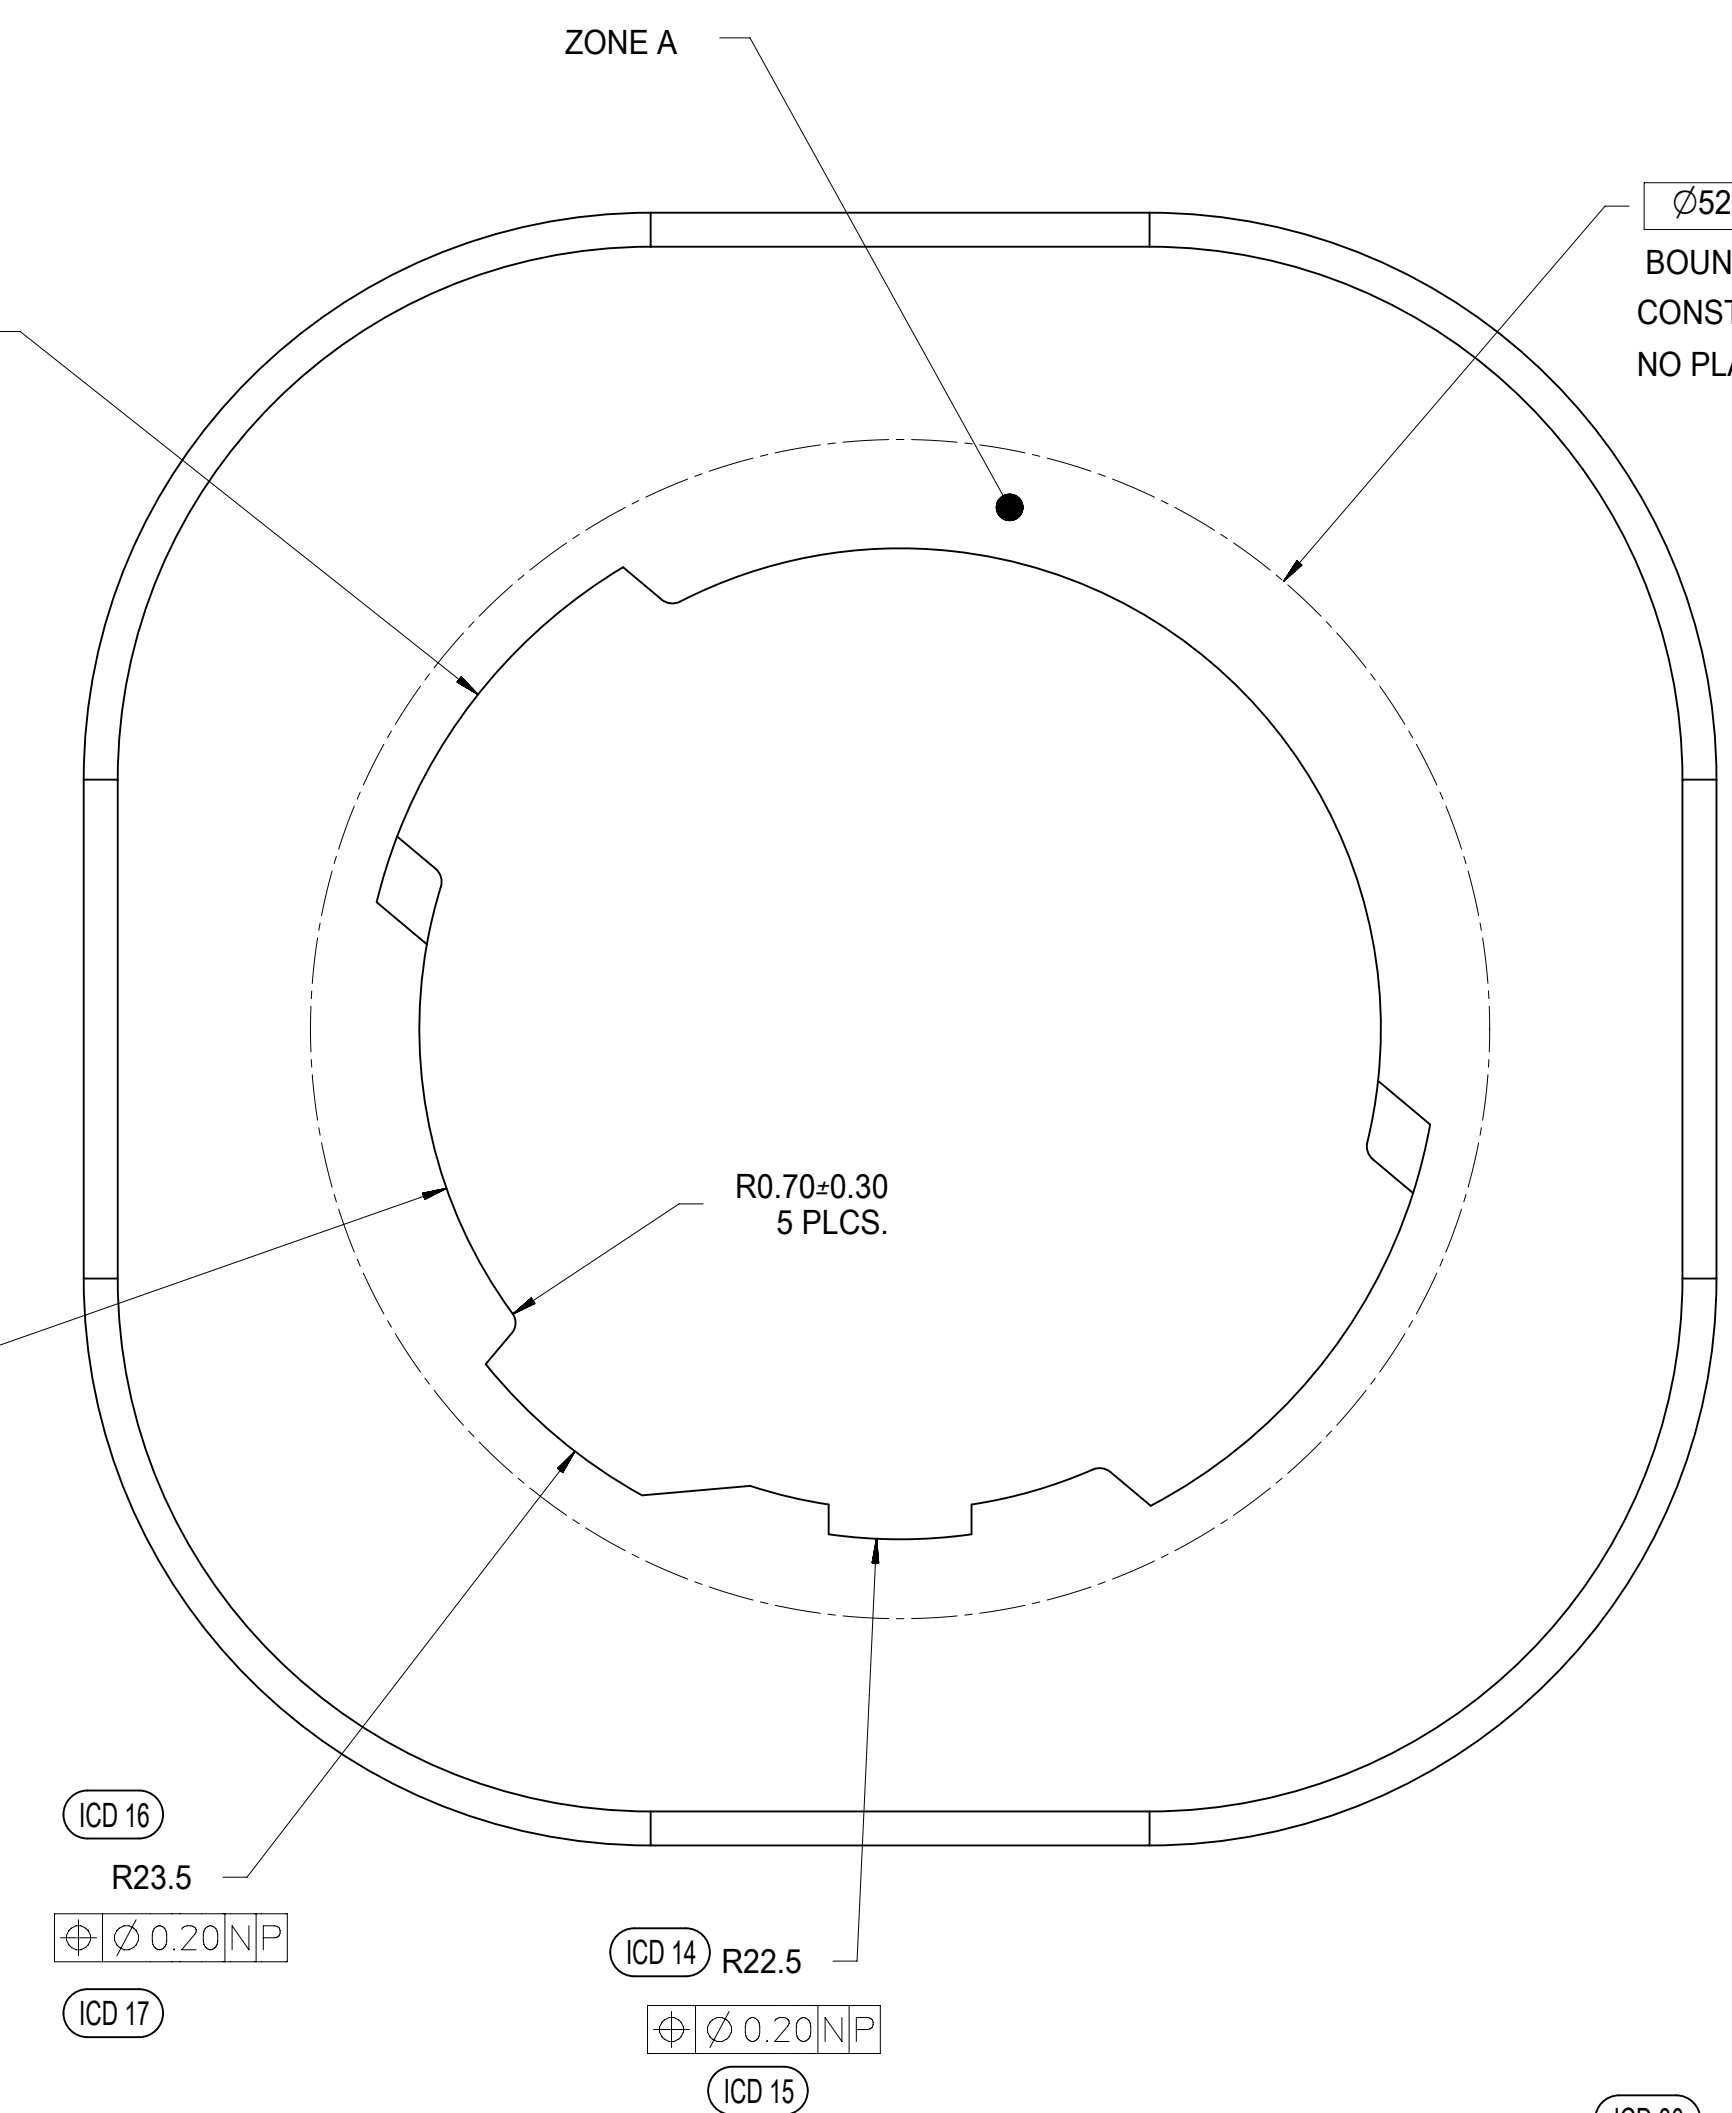 ZONE A
Ø52
BOUN
CONST
NO PLA
R0.70±0.30
5 PLCS.
ICD 16
R23.5
⌖ Ø 0.20 N P
ICD 17
ICD 14 R22.5
⌖ Ø 0.20 N P
ICD 15